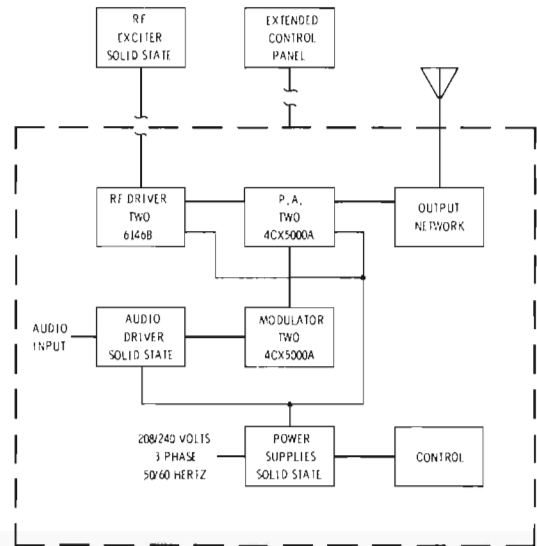 RF
EXCITER
SOLID STATE
EXTENDED
CONTROL
PANEL
RF DRIVER
TWO
6146B
P.A.
TWO
4CX5000A
OUTPUT
NETWORK
AUDIO
INPUT
AUDIO
DRIVER
SOLID STATE
MODULATOR
TWO
4CX5000A
208/240 VOLTS
3 PHASE
50/60 HERTZ
POWER
SUPPLIES
SOLID STATE
CONTROL